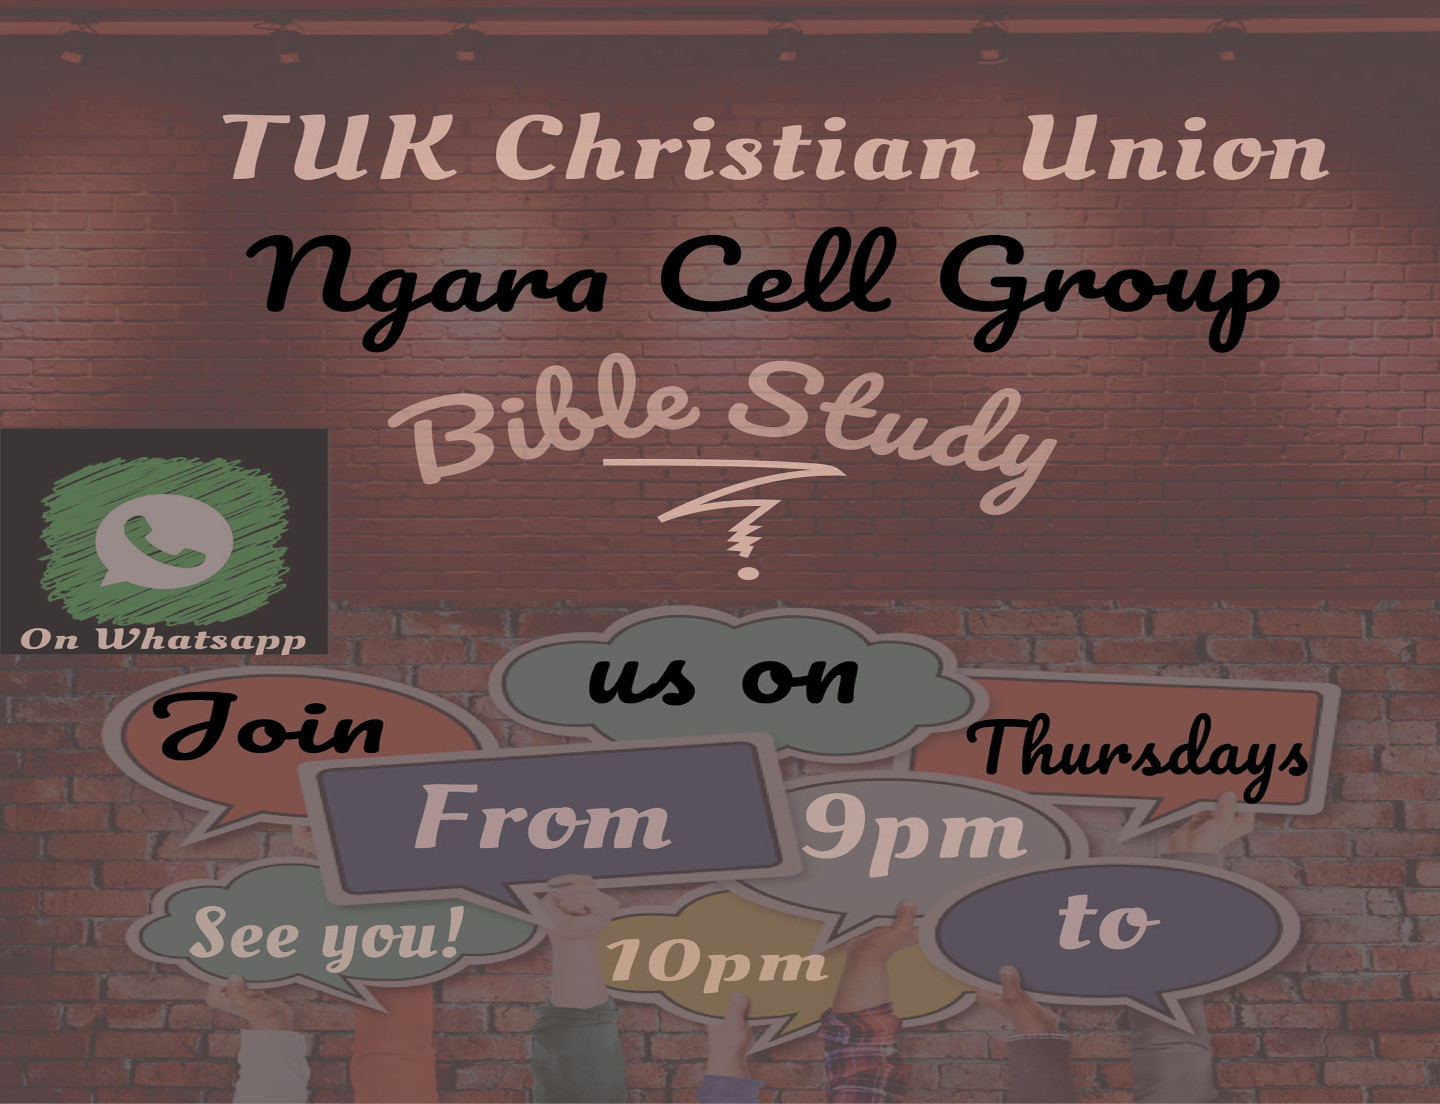 TUK Christian Union
Ngara Cell Group
Bible Study
On Whatsapp
Join
us on
Thursdays
From
9pm
to
10pm
See you!